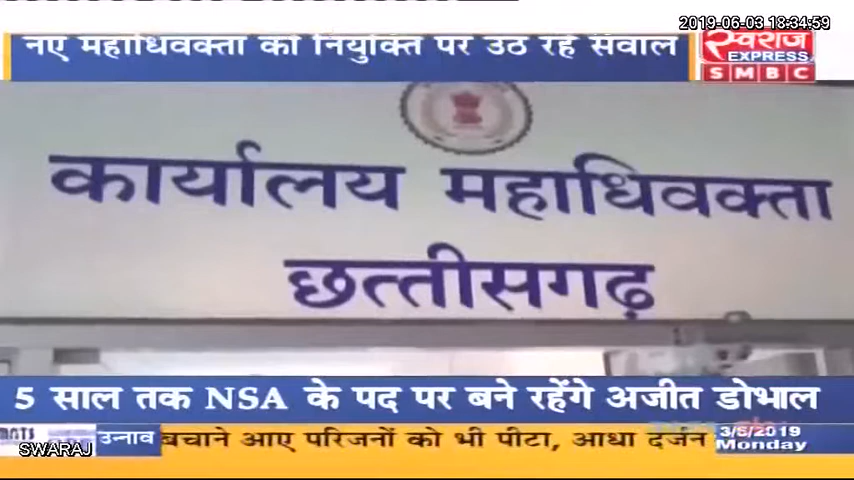 2019-06-03 18:34:59
नए महाधिवक्ता की नियुक्ति पर उठ रहे सवाल
स्वराज
EXPRESS
SMBC
कार्यालय महाधिवक्ता
छत्तीसगढ़
5 साल तक NSA के पद पर बने रहेंगे अजीत डोभाल
SWARAJ
उन्नाव
बचाने आए परिजनों को भी पीटा, आधा दर्जन
3/6/2019
Monday